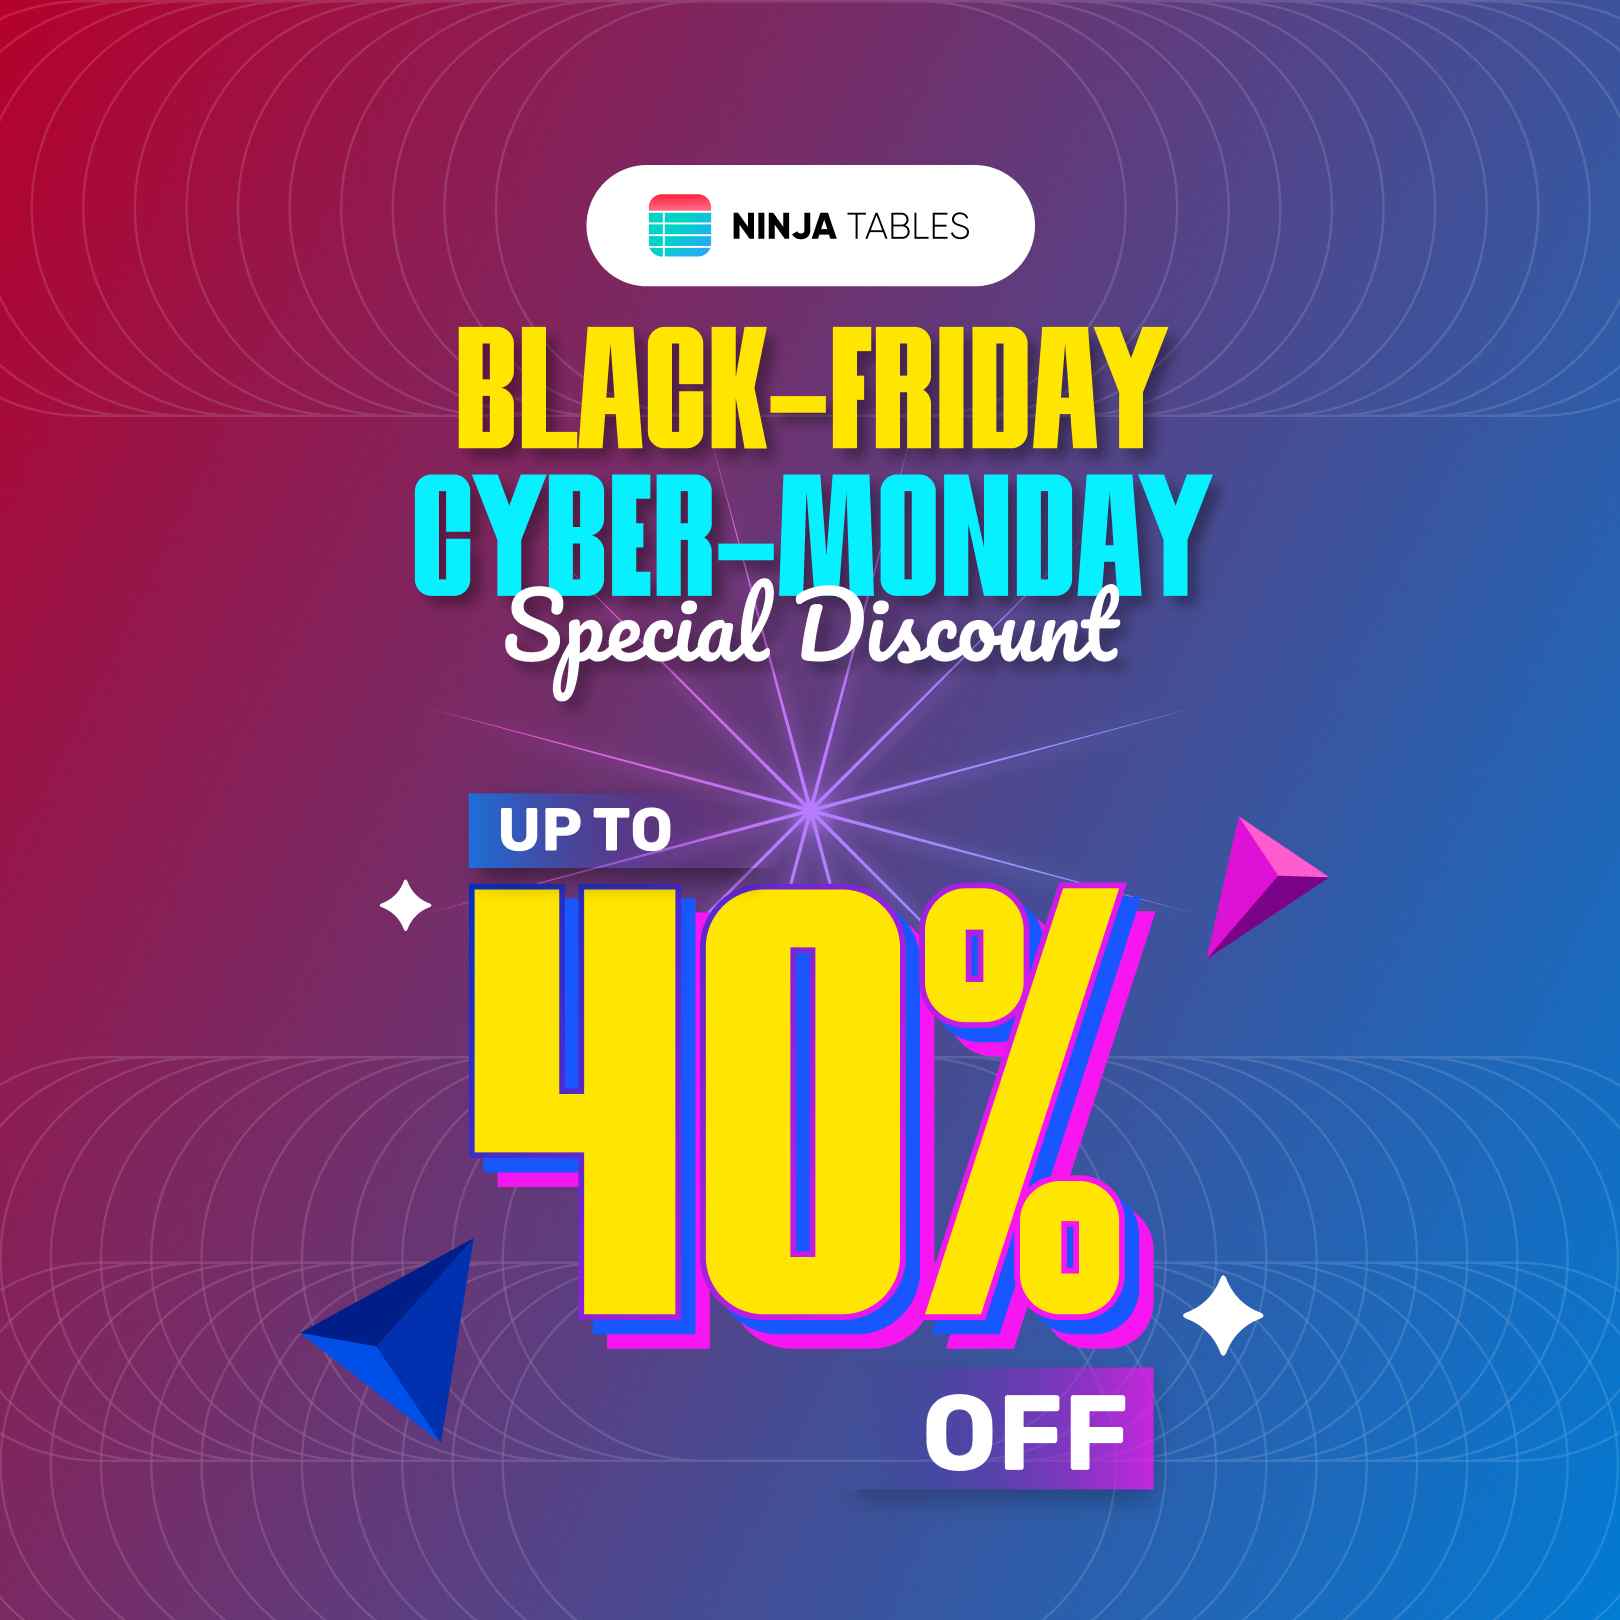 NINJA TABLES
BLACK-FRIDAY
CYBER-MONDAY
Special Discount
UP TO
40%
OFF